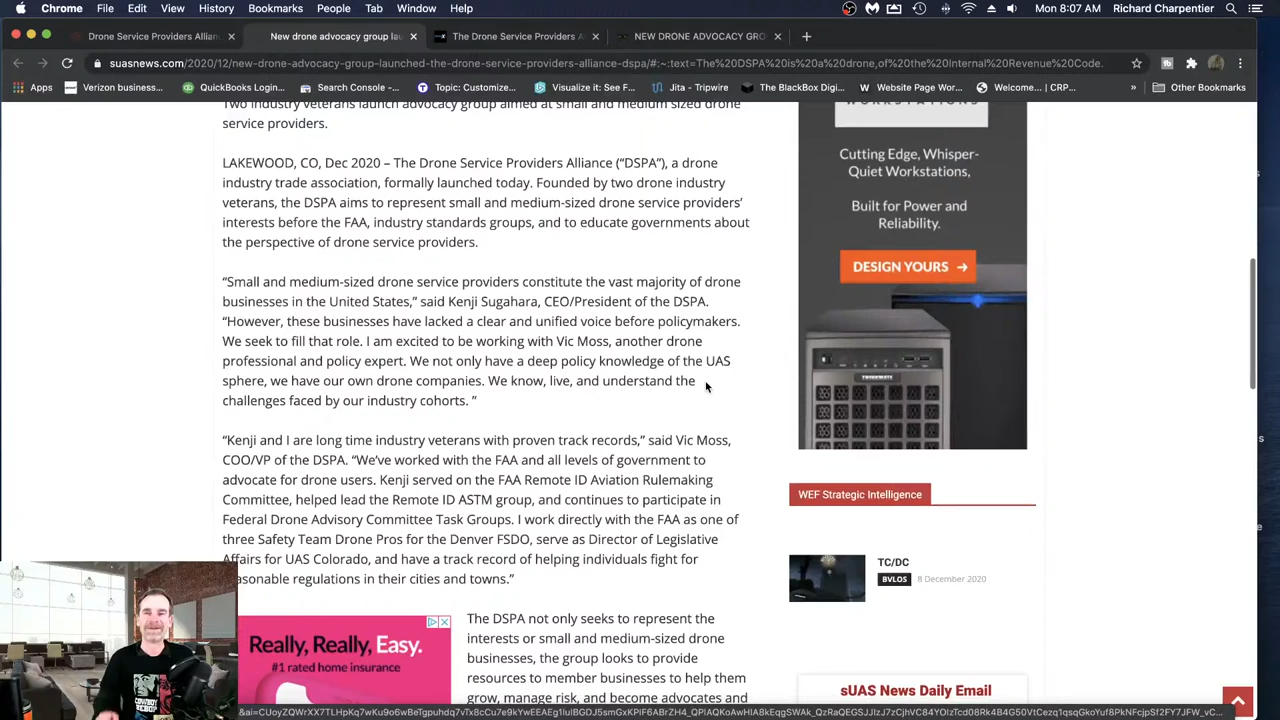 Chrome File Edit View History Bookmarks People Tab Window Help Mon 8:07 AM Richard Charpentier
Drone Service Providers Allian × New drone advocacy group lau × The Drone Service Providers A × NEW DRONE ADVOCACY GRO × +
suasnews.com/2020/12/new-drone-advocacy-group-launched-the-drone-service-providers-alliance-dspa/#:~:text=The%20DSPA%20is%20a%20drone,of%20the%20Internal%20Revenue%20Code.
Apps Verizon business... QuickBooks Login... Search Console -... Topic: Customize... Visualize it: See F... Jita - Tripwire The BlackBox Digi... Website Page Wor... Welcome... | CRP... » Other Bookmarks
Two industry veterans launch advocacy group aimed at small and medium sized drone
service providers.
LAKEWOOD, CO, Dec 2020 – The Drone Service Providers Alliance (“DSPA”), a drone
industry trade association, formally launched today. Founded by two drone industry
veterans, the DSPA aims to represent small and medium-sized drone service providers’
interests before the FAA, industry standards groups, and to educate governments about
the perspective of drone service providers.
“Small and medium-sized drone service providers constitute the vast majority of drone
businesses in the United States,” said Kenji Sugahara, CEO/President of the DSPA.
“However, these businesses have lacked a clear and unified voice before policymakers.
We seek to fill that role. I am excited to be working with Vic Moss, another drone
professional and policy expert. We not only have a deep policy knowledge of the UAS
sphere, we have our own drone companies. We know, live, and understand the
challenges faced by our industry cohorts. ”
“Kenji and I are long time industry veterans with proven track records,” said Vic Moss,
COO/VP of the DSPA. “We’ve worked with the FAA and all levels of government to
advocate for drone users. Kenji served on the FAA Remote ID Aviation Rulemaking
Committee, helped lead the Remote ID ASTM group, and continues to participate in
Federal Drone Advisory Committee Task Groups. I work directly with the FAA as one of
three Safety Team Drone Pros for the Denver FSDO, serve as Director of Legislative
Affairs for UAS Colorado, and have a track record of helping individuals fight for
asonable regulations in their cities and towns.”
The DSPA not only seeks to represent the
interests or small and medium-sized drone
businesses, the group looks to provide
resources to member businesses to help them
grow, manage risk, and become advocates and
Really, Really, Easy.
#1 rated home insurance
WORKSTATIONS
Cutting Edge, Whisper-
Quiet Workstations,
Built for Power and
Reliability.
DESIGN YOURS →
WEF Strategic Intelligence
TC/DC
BVLOS 8 December 2020
sUAS News Daily Email